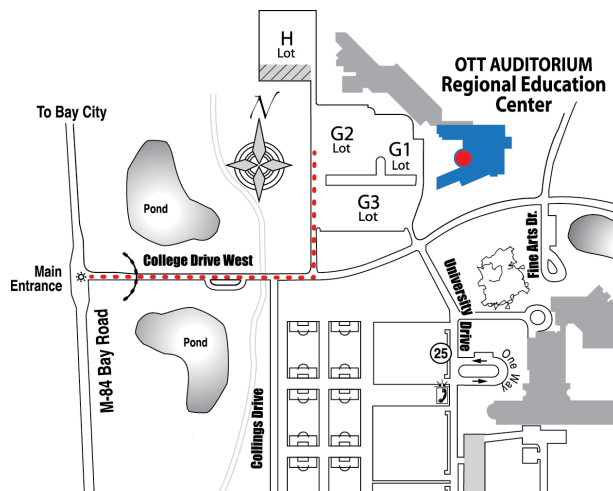 H
Lot
OTT AUDITORIUM
Regional Education
Center
To Bay City
N
G2
Lot
G1
Lot
G3
Lot
Pond
College Drive West
Main
Entrance
Fine Arts Dr.
University
Drive
M-84 Bay Road
Pond
25
One Way
Collings Drive